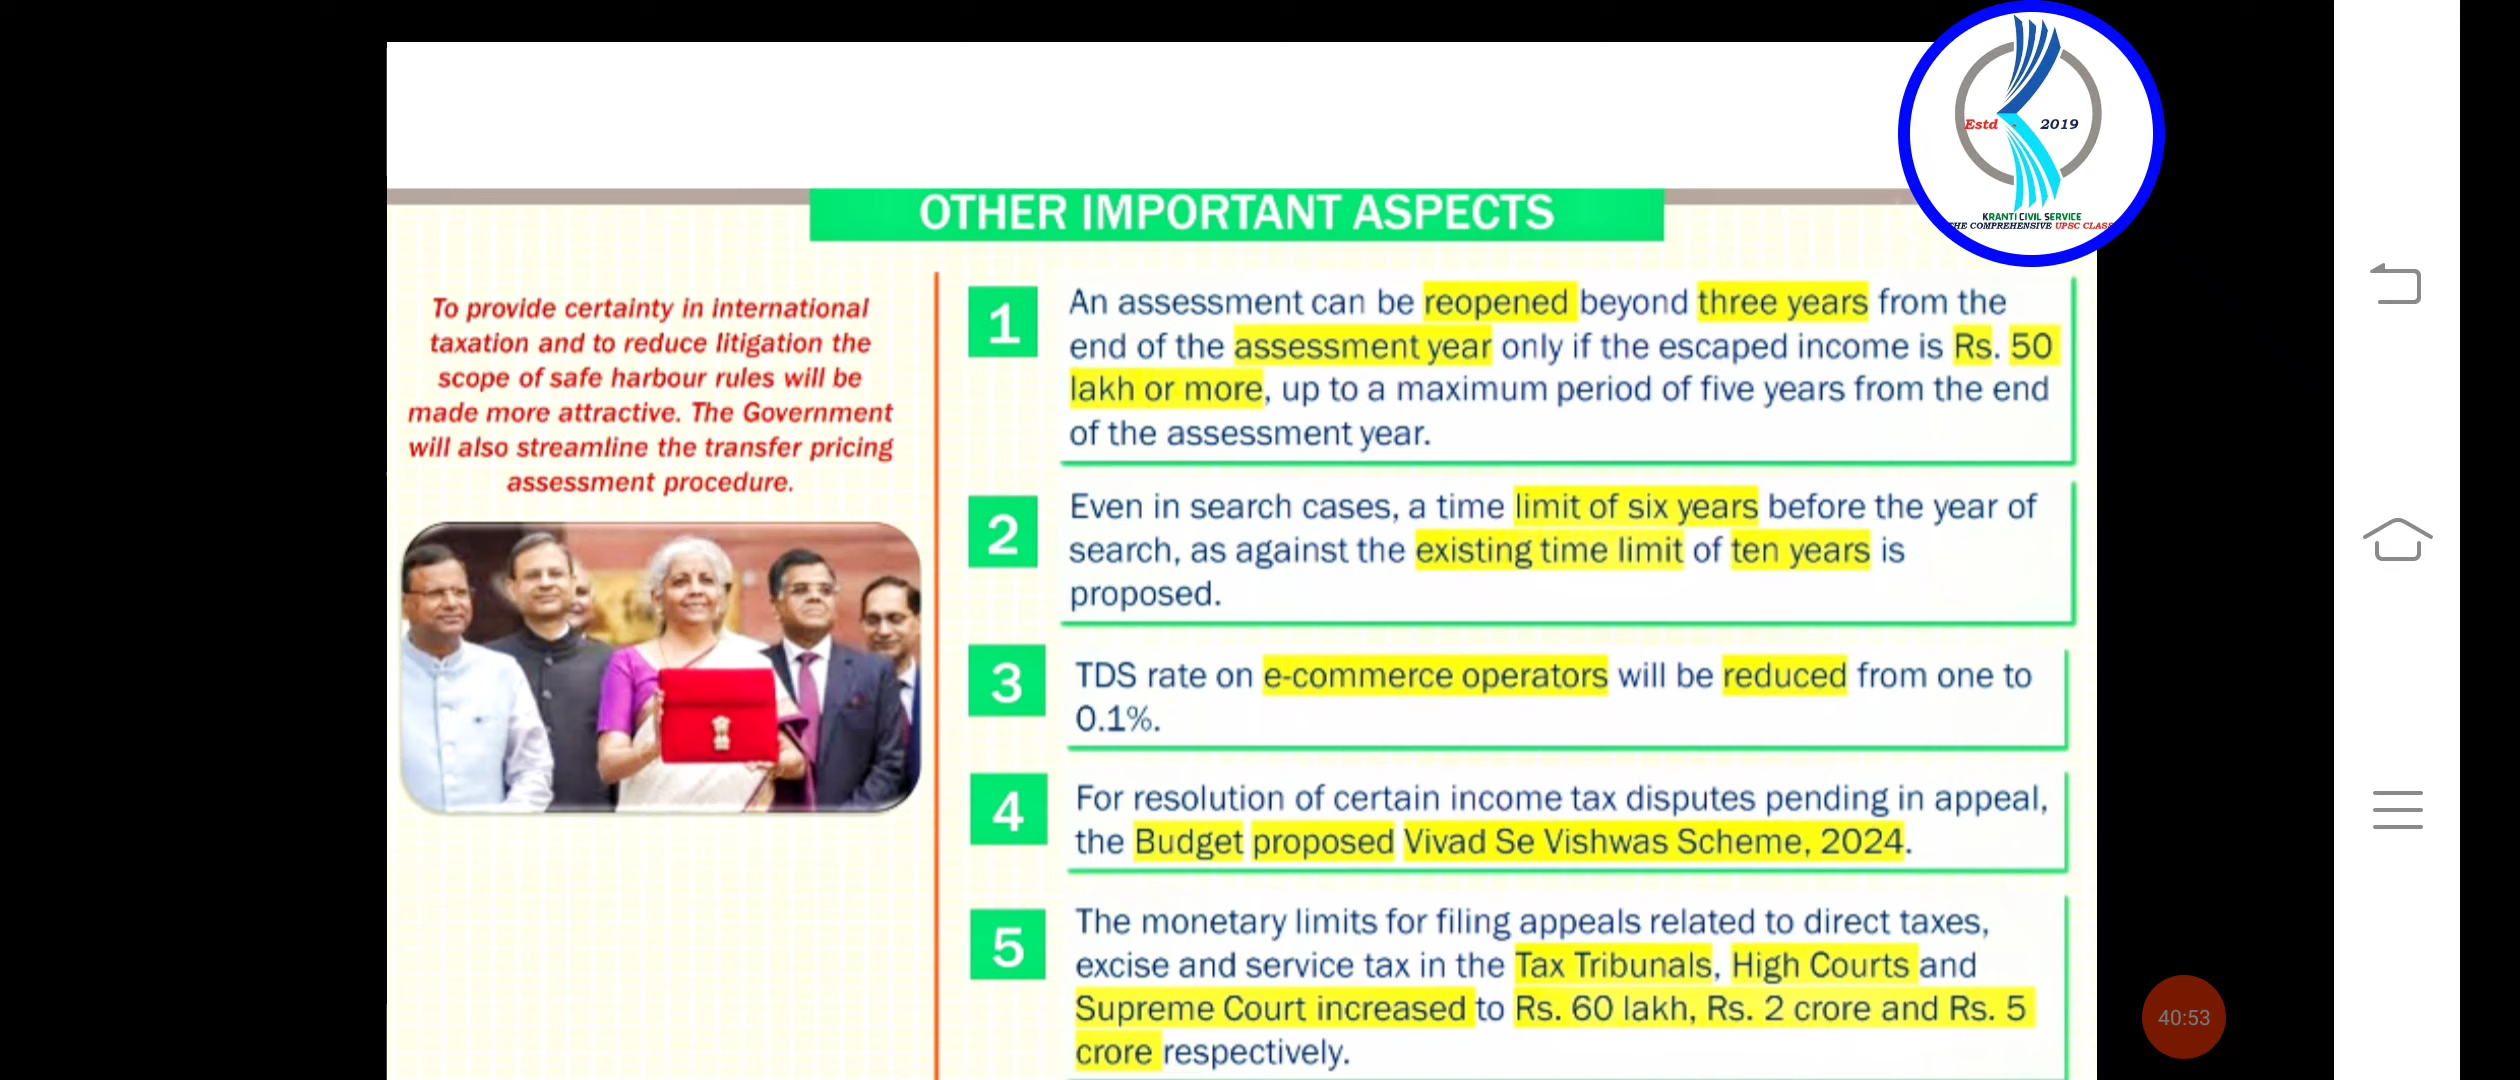 Estd - 2019
KRANTI CIVIL SERVICE
THE COMPREHENSIVE UPSC CLASS
OTHER IMPORTANT ASPECTS
To provide certainty in international
taxation and to reduce litigation the
scope of safe harbour rules will be
made more attractive. The Government
will also streamline the transfer pricing
assessment procedure.
1
An assessment can be reopened beyond three years from the
end of the assessment year only if the escaped income is Rs. 50
lakh or more, up to a maximum period of five years from the end
of the assessment year.
2
Even in search cases, a time limit of six years before the year of
search, as against the existing time limit of ten years is
proposed.
3
TDS rate on e-commerce operators will be reduced from one to
0.1%.
4
For resolution of certain income tax disputes pending in appeal,
the Budget proposed Vivad Se Vishwas Scheme, 2024.
5
The monetary limits for filing appeals related to direct taxes,
excise and service tax in the Tax Tribunals, High Courts and
Supreme Court increased to Rs. 60 lakh, Rs. 2 crore and Rs. 5
crore respectively.
40:53